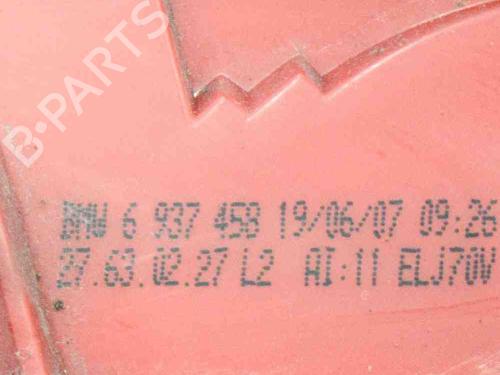 B-PARTS
BMW 6 937 458 19/06/07 09:26
27.63.02.27 L2 AI:11 ELJ70V